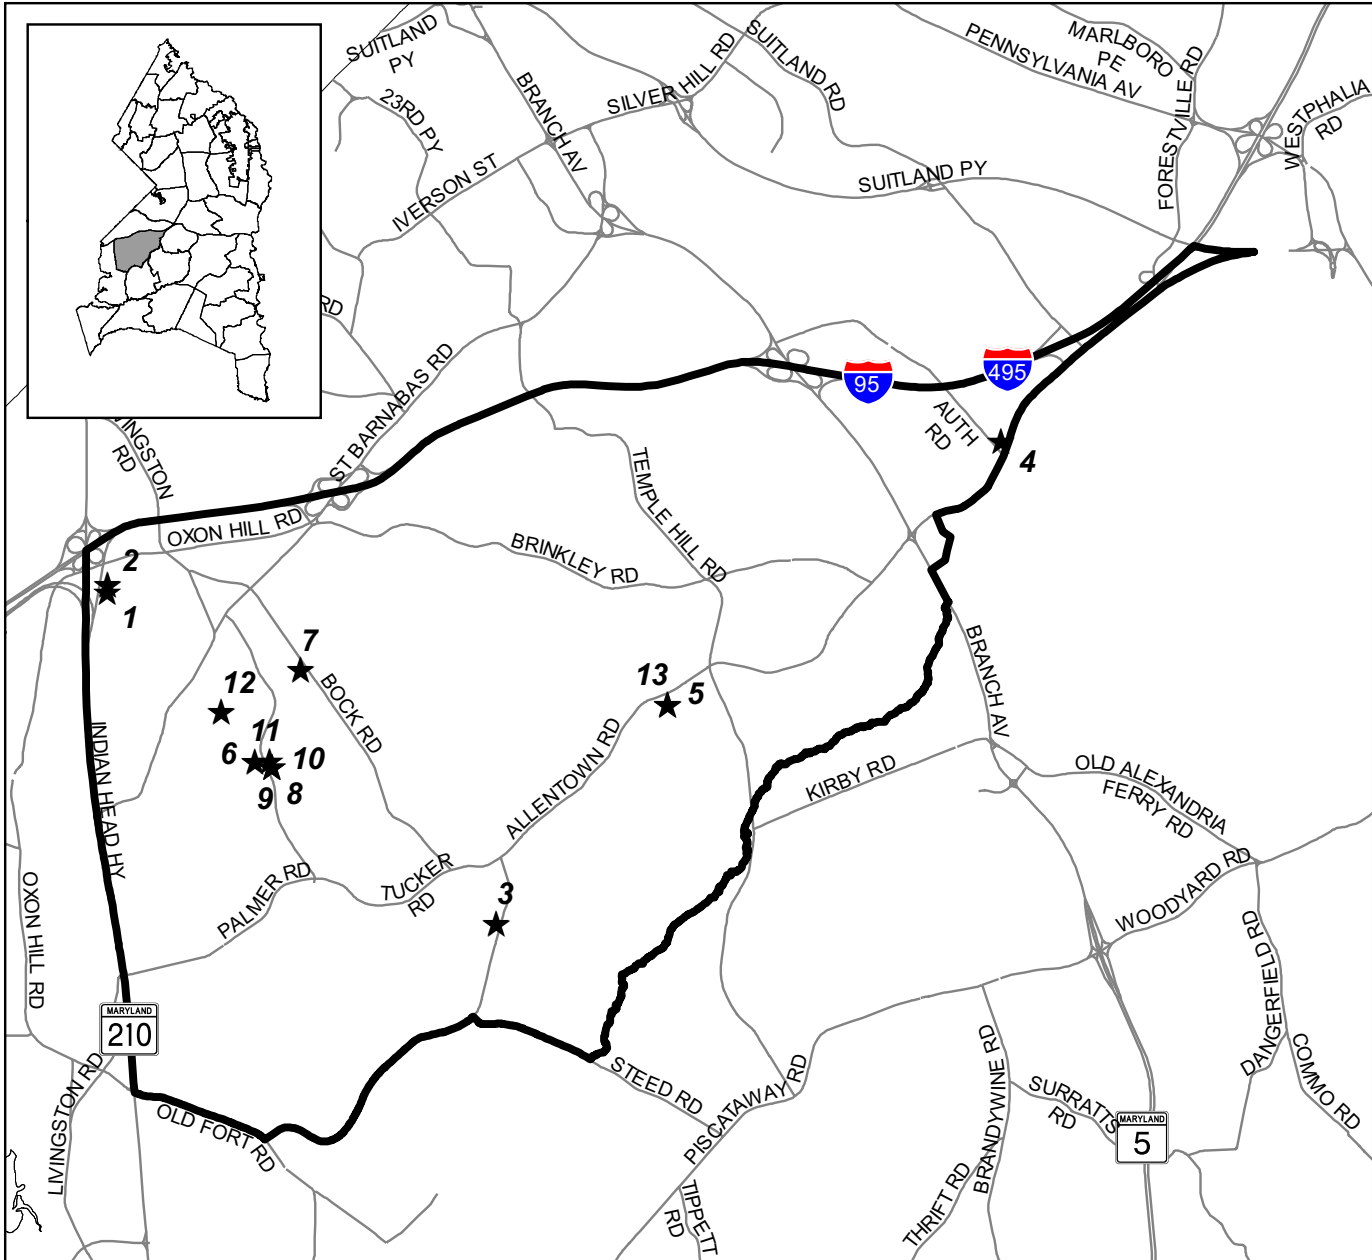 SUITLAND
PY
23RD PY
BRANCH AV
SILVER HILL RD
SUITLAND RD
PENNSYLVANIA AV
MARLBORO
PE
FORESTVILLE RD
WESTPHALIA
RD
IVERSON ST
SUITLAND PY
RD
ST BARNABAS RD
95
495
AUTH
RD
4
VINGSTON
RD
OXON HILL RD
TEMPLE HILL RD
BRINKLEY RD
2
1
7
BOCK RD
12
11
6
10
9
8
13
5
BRANCH AV
INDIAN HEAD HY
ALLENTOWN RD
KIRBY RD
OLD ALEXANDRIA
FERRY RD
OXON HILL RD
PALMER RD
TUCKER
RD
3
WOODYARD RD
DANGERFIELD RD
MARYLAND
210
LIVINGSTON RD
OLD FORT RD
STEED RD
PISCATAWAY RD
BRANDYWINE RD
SURRATTS
RD
MARYLAND
5
COMMO RD
THRIFT RD
TIPPETT
RD